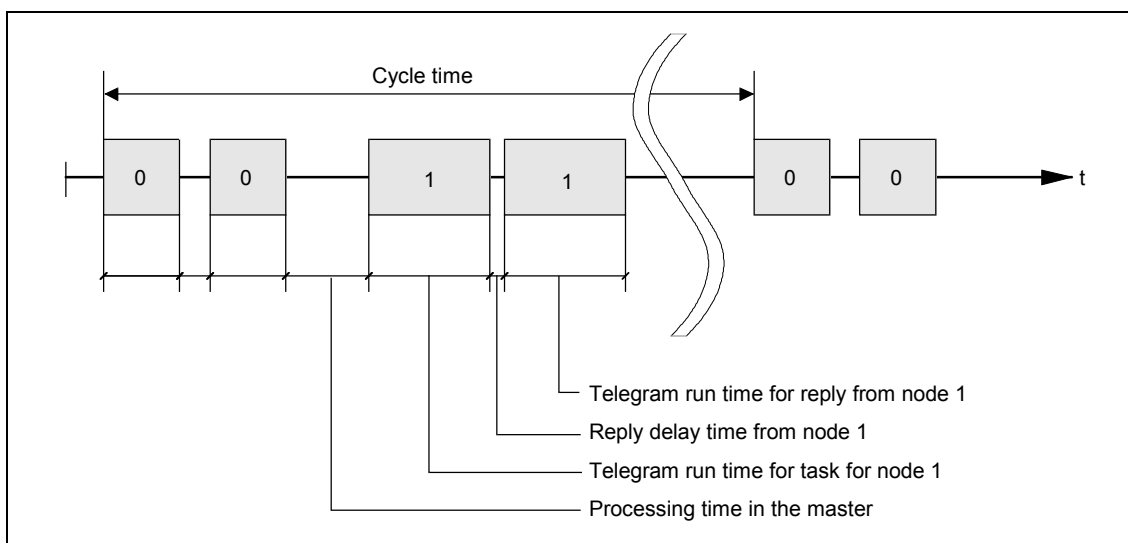 Cycle time
0 0 1 1 0 0 t
Telegram run time for reply from node 1
Reply delay time from node 1
Telegram run time for task for node 1
Processing time in the master